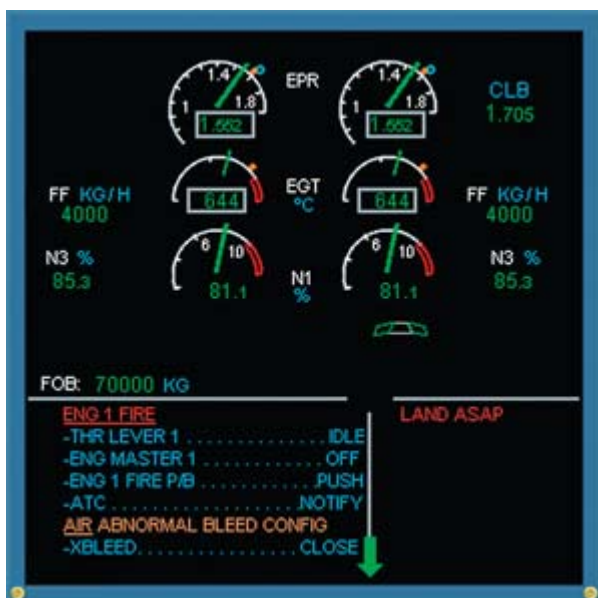 1 1.4 1.8 EPR 1 1.4 1.8 CLB
1.552 1.552 1.705
FF KG/H EGT FF KG/H
4000 644 °C 644 4000
N3 % 6 10 N1 6 10 N3 %
85.3 81.1 % 81.1 85.3
FOB: 70000 KG
ENG 1 FIRE LAND ASAP
-THR LEVER 1 . . . . . . . . . . . . . . IDLE
-ENG MASTER 1 . . . . . . . . . . . . . OFF
-ENG 1 FIRE P/B . . . . . . . . . . . . PUSH
-ATC . . . . . . . . . . . . . . . . . . . . . NOTIFY
AIR ABNORMAL BLEED CONFIG
-XBLEED. . . . . . . . . . . . . . . . CLOSE